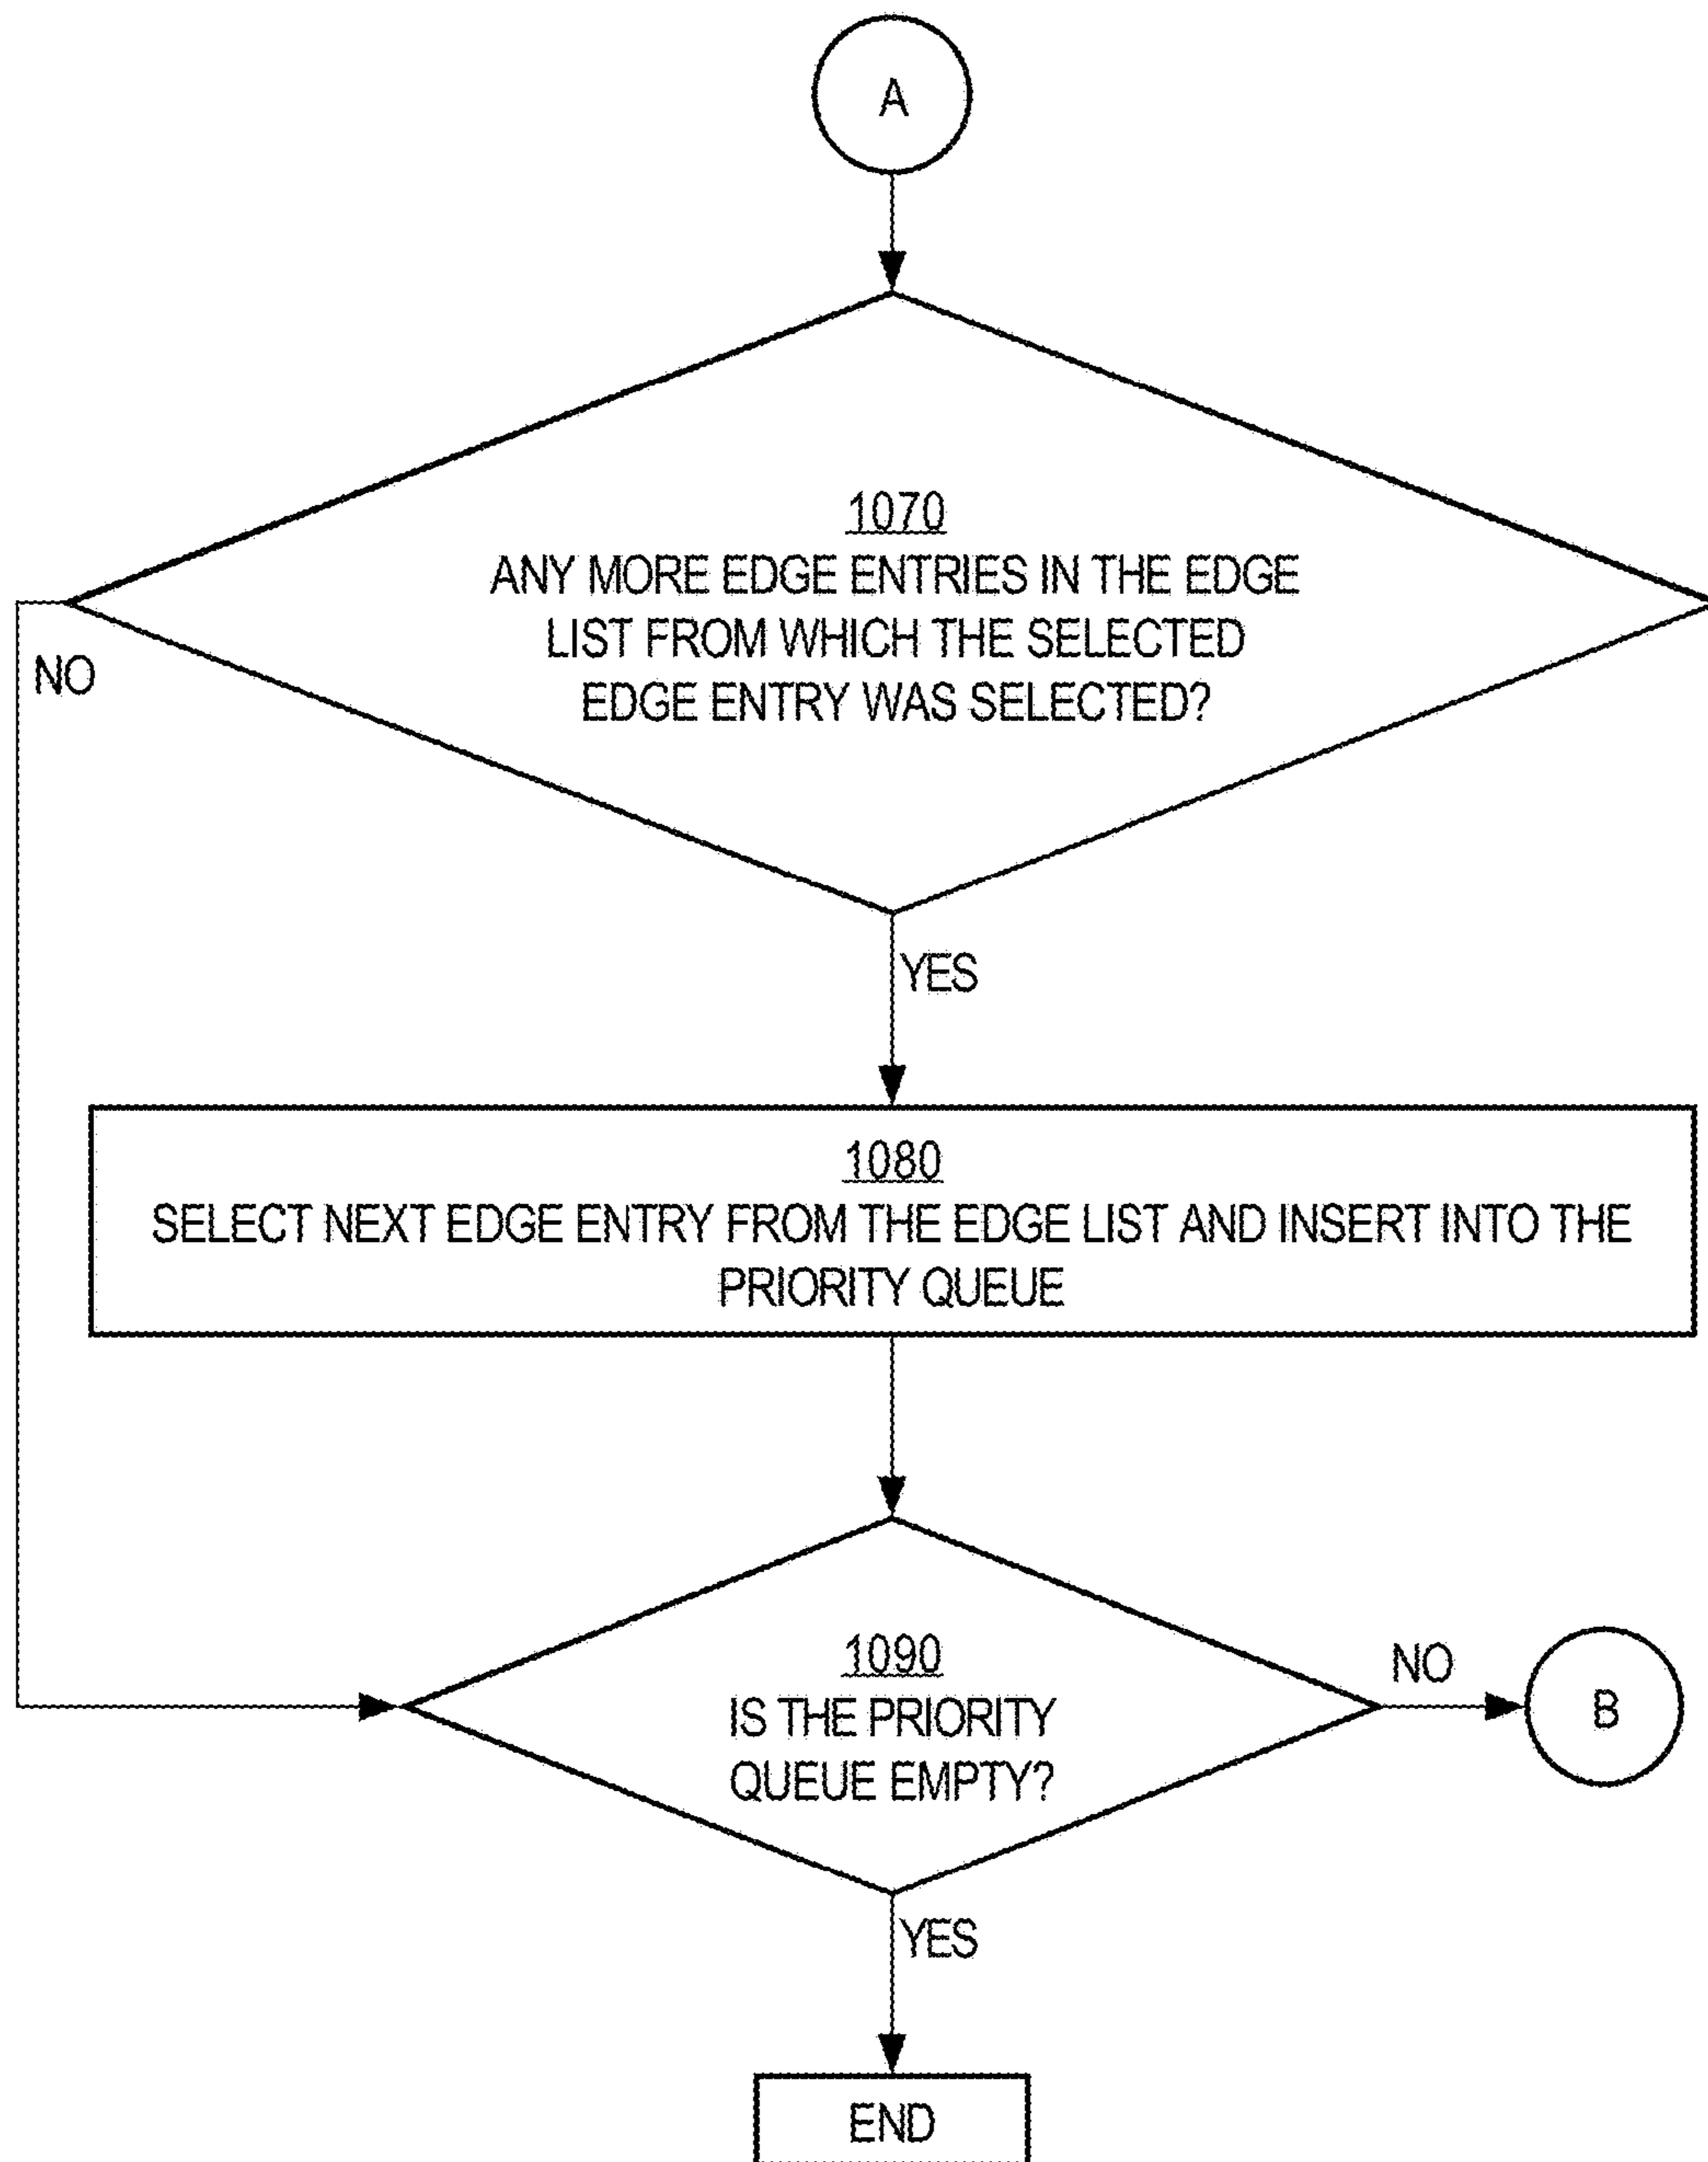 A
1070
ANY MORE EDGE ENTRIES IN THE EDGE
LIST FROM WHICH THE SELECTED
EDGE ENTRY WAS SELECTED?
NO
YES
1080
SELECT NEXT EDGE ENTRY FROM THE EDGE LIST AND INSERT INTO THE
PRIORITY QUEUE
1090
IS THE PRIORITY
QUEUE EMPTY?
NO
B
YES
END